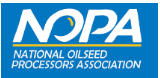 NOPA
NATIONAL OILSEED
PROCESSORS ASSOCIATION